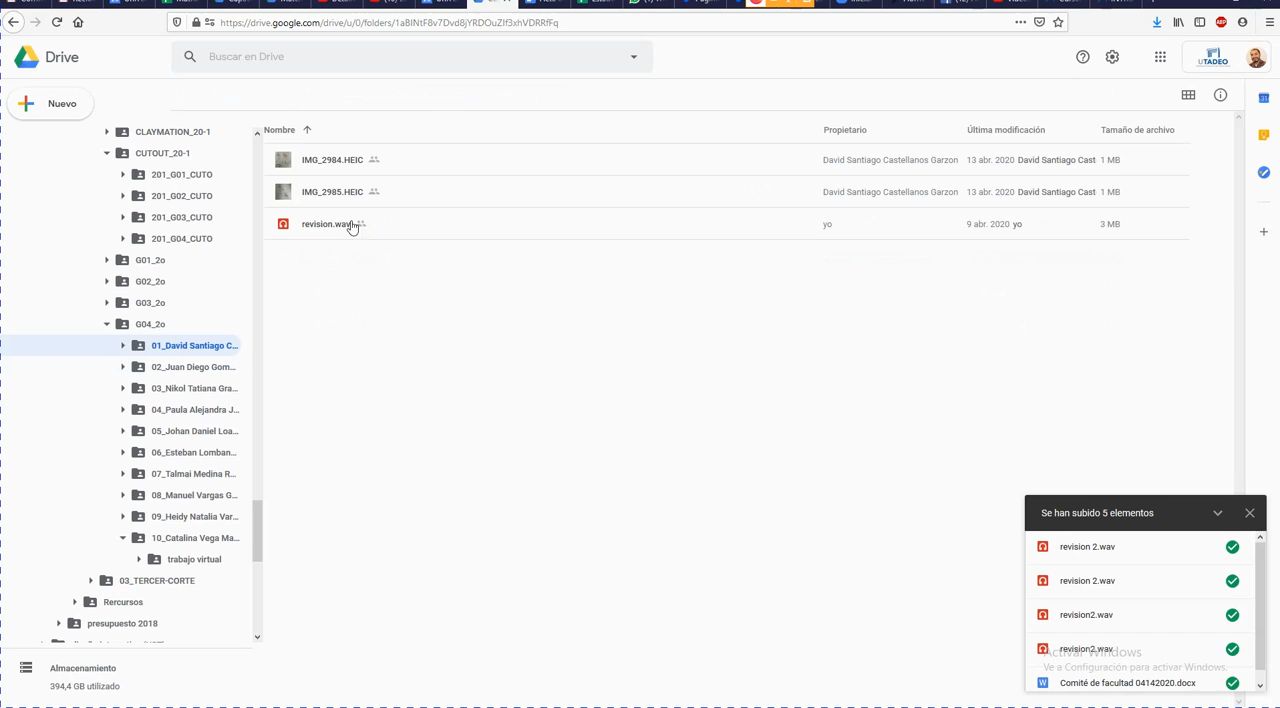 https://drive.google.com/drive/u/0/folders/1aBINtF8v7Dvd8jYRDOuZIf3xhVDRRfFq
Drive
Buscar en Drive
UTADEO
Nuevo
CLAYMATION_20-1
CUTOUT_20-1
201_G01_CUTO
201_G02_CUTO
201_G03_CUTO
201_G04_CUTO
G01_2o
G02_2o
G03_2o
G04_2o
01_David Santiago C...
02_Juan Diego Gom...
03_Nikol Tatiana Gra...
04_Paula Alejandra J...
05_Johan Daniel Loa...
06_Esteban Lomban...
07_Talmai Medina R...
08_Manuel Vargas G...
09_Heidy Natalia Var...
10_Catalina Vega Ma...
trabajo virtual
03_TERCER-CORTE
Rercursos
presupuesto 2018
Almacenamiento
394,4 GB utilizado
Nombre Propietario Última modificación Tamaño de archivo
IMG_2984.HEIC David Santiago Castellanos Garzon 13 abr. 2020 David Santiago Cast 1 MB
IMG_2985.HEIC David Santiago Castellanos Garzon 13 abr. 2020 David Santiago Cast 1 MB
revision.wav yo 9 abr. 2020 yo 3 MB
Se han subido 5 elementos
revision 2.wav
revision 2.wav
revision2.wav
revision2.wav
Comité de facultad 04142020.docx
Activar Windows
Ve a Configuración para activar Windows.